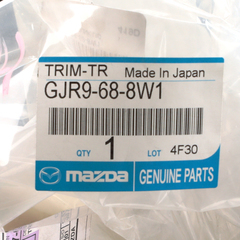 TRIM-TR Made In Japan
GJR9-68-8W1
QTY 1 LOT 4F30
mazda GENUINE PARTS